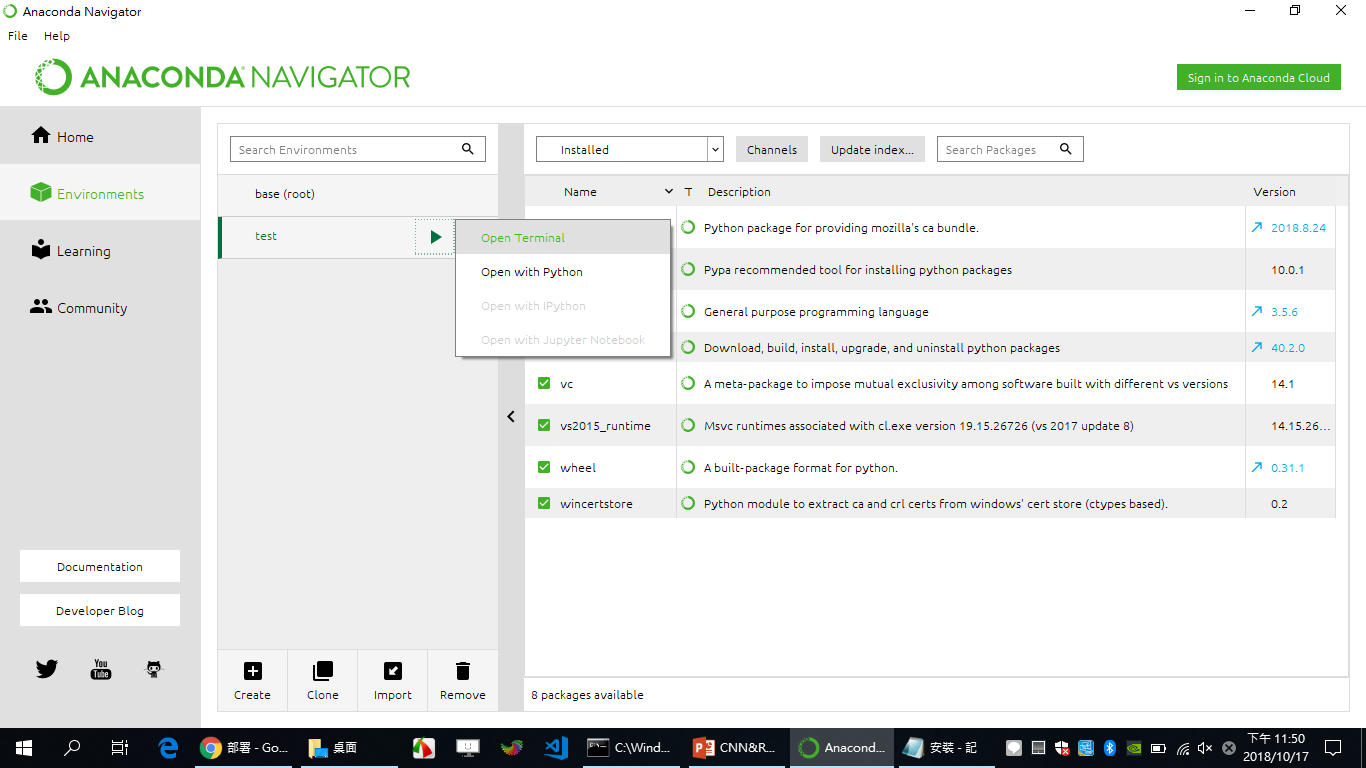 Anaconda Navigator
File Help
ANACONDA NAVIGATOR
Sign in to Anaconda Cloud
Home
Environments
Learning
Community
Documentation
Developer Blog
You Tube
Search Environments
base (root)
test
Open Terminal
Open with Python
Open with IPython
Open with Jupyter Notebook
Create Clone Import Remove
Installed Channels Update index... Search Packages
Name T Description Version
Python package for providing mozilla's ca bundle. 2018.8.24
Pypa recommended tool for installing python packages 10.0.1
General purpose programming language 3.5.6
Download, build, install, upgrade, and uninstall python packages 40.2.0
vc A meta-package to impose mutual exclusivity among software built with different vs versions 14.1
vs2015_runtime Msvc runtimes associated with cl.exe version 19.15.26726 (vs 2017 update 8) 14.15.26...
wheel A built-package format for python. 0.31.1
wincertstore Python module to extract ca and crl certs from windows' cert store (ctypes based). 0.2
8 packages available
部署 - Go... 桌面 C:\Wind... CNN&R... Anacond... 安裝 - 記
下午 11:50
2018/10/17